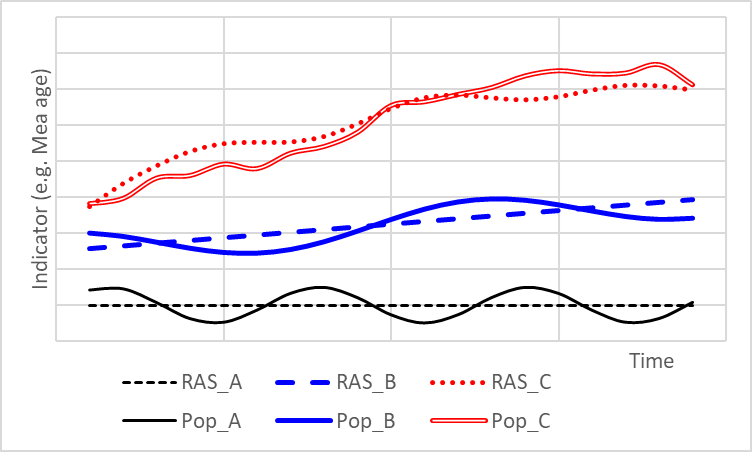 Indicator (e.g. Mea age)
Time
RAS_A RAS_B RAS_C
Pop_A Pop_B Pop_C